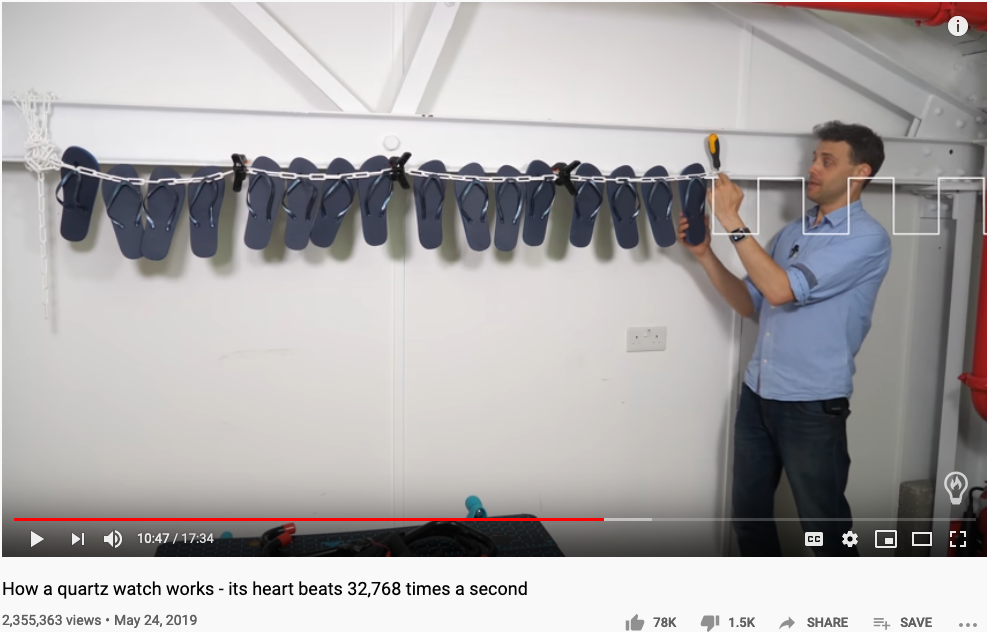 i
10:47 / 17:34
CC
How a quartz watch works - its heart beats 32,768 times a second
2,355,363 views • May 24, 2019
78K 1.5K SHARE SAVE